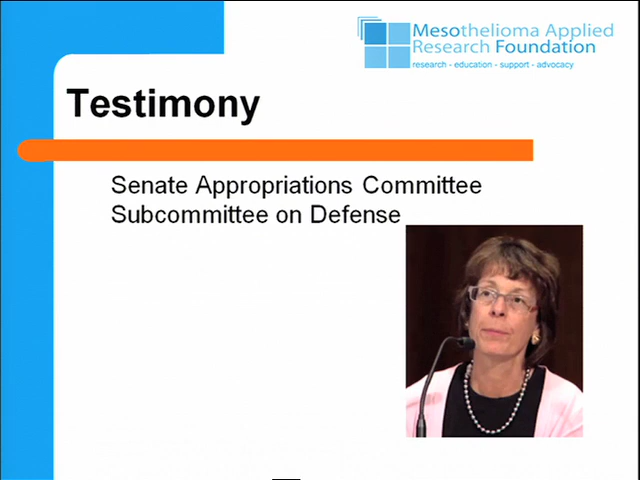 Mesothelioma Applied
Research Foundation
research - education - support - advocacy
Testimony
Senate Appropriations Committee
Subcommittee on Defense